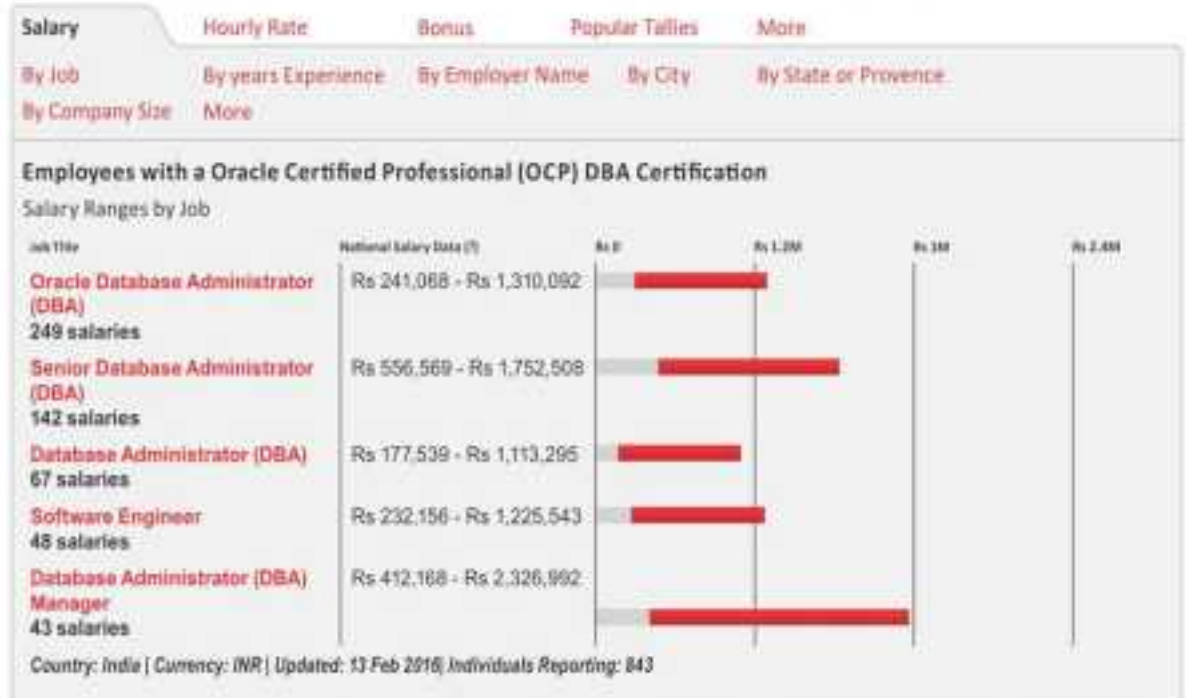 Salary Hourly Rate Bonus Popular Tallies More
By Job By years Experience By Employer Name By City By State or Provence
By Company Size More
Employees with a Oracle Certified Professional (OCP) DBA Certification
Salary Ranges by Job
Job Title National Salary Data (?) Rs 0 Rs 1.2M Rs 1M Rs 2.4M
Oracle Database Administrator Rs 241,068 - Rs 1,310,092
(DBA)
249 salaries
Senior Database Administrator Rs 556,569 - Rs 1,752,508
(DBA)
142 salaries
Database Administrator (DBA) Rs 177,539 - Rs 1,113,295
67 salaries
Software Engineer Rs 232,156 - Rs 1,225,543
48 salaries
Database Administrator (DBA) Rs 412,168 - Rs 2,326,992
Manager
43 salaries
Country: India | Currency: INR | Updated: 13 Feb 2016| Individuals Reporting: 843